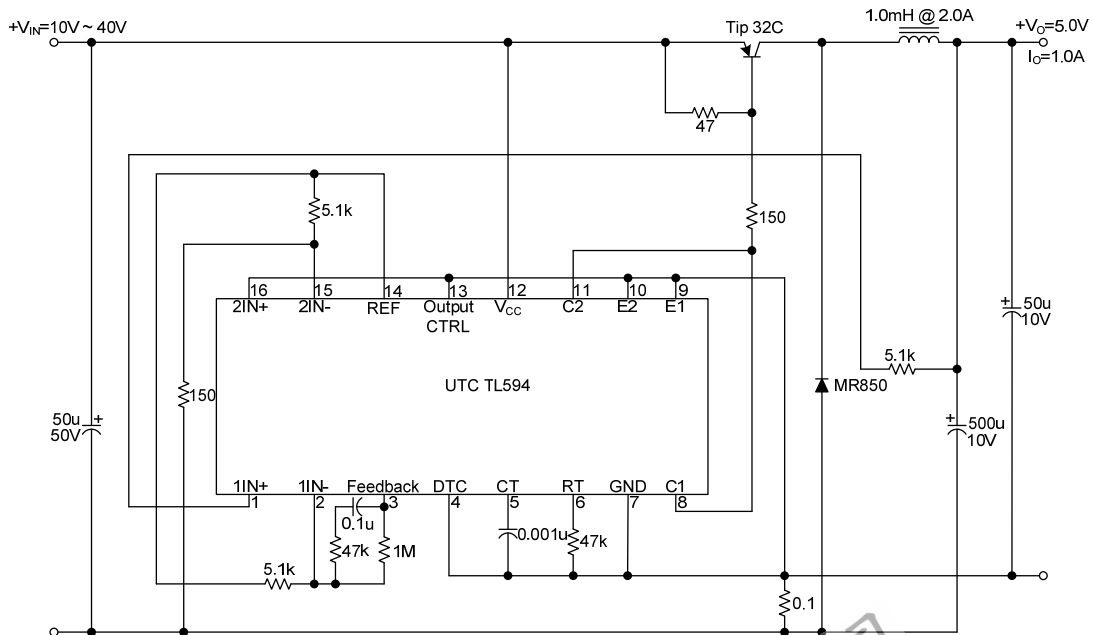 +VIN=10V ~ 40V
Tip 32C
1.0mH @ 2.0A
+VO=5.0V
IO=1.0A
47
5.1k
150
16 15 14 13 12 11 10 9
2IN+ 2IN- REF Output CTRL VCC C2 E2 E1
50u
10V
5.1k
UTC TL594
MR850
150
50u
50V
500u
10V
1IN+ 1IN- Feedback DTC CT RT GND C1
1 2 3 4 5 6 7 8
0.1u
0.001u
47k
47k
1M
5.1k
0.1